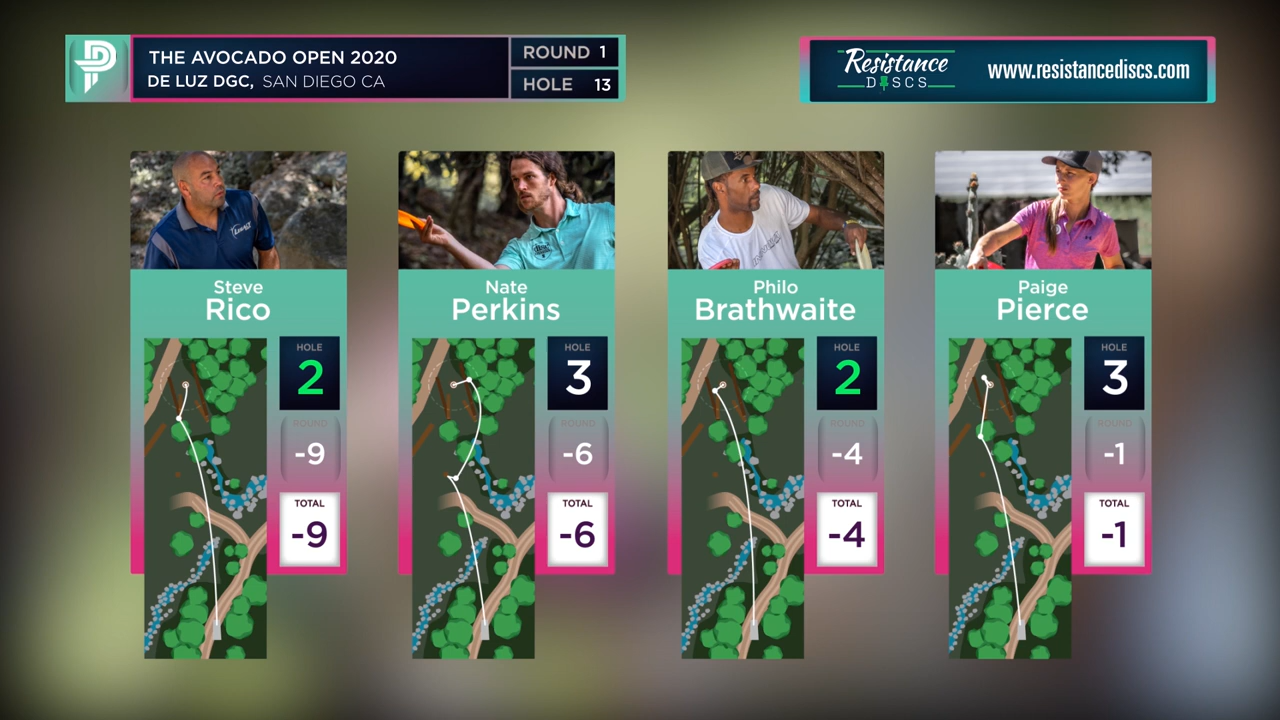 THE AVOCADO OPEN 2020
DE LUZ DGC, SAN DIEGO CA
ROUND 1
HOLE 13
Resistance
DISCS
www.resistancediscs.com
Steve
Rico
HOLE
2
ROUND
-9
TOTAL
-9
Nate
Perkins
HOLE
3
ROUND
-6
TOTAL
-6
Philo
Brathwaite
HOLE
2
ROUND
-4
TOTAL
-4
Paige
Pierce
HOLE
3
ROUND
-1
TOTAL
-1